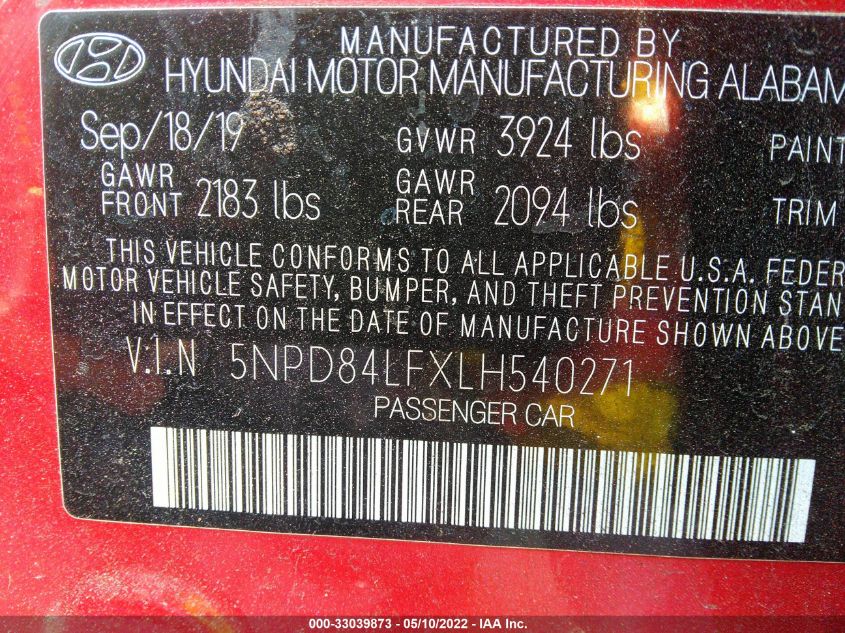 MANUFACTURED BY
HYUNDAI MOTOR MANUFACTURING ALABAM
Sep/18/19 GVWR 3924 lbs PAINT
GAWR FRONT 2183 lbs GAWR REAR 2094 lbs TRIM
THIS VEHICLE CONFORMS TO ALL APPLICABLE U.S.A. FEDER
MOTOR VEHICLE SAFETY, BUMPER, AND THEFT PREVENTION STAN
IN EFFECT ON THE DATE OF MANUFACTURE SHOWN ABOVE
V.I.N 5NPD84LFXLH540271
PASSENGER CAR
000-33039873 - 05/10/2022 - IAA Inc.